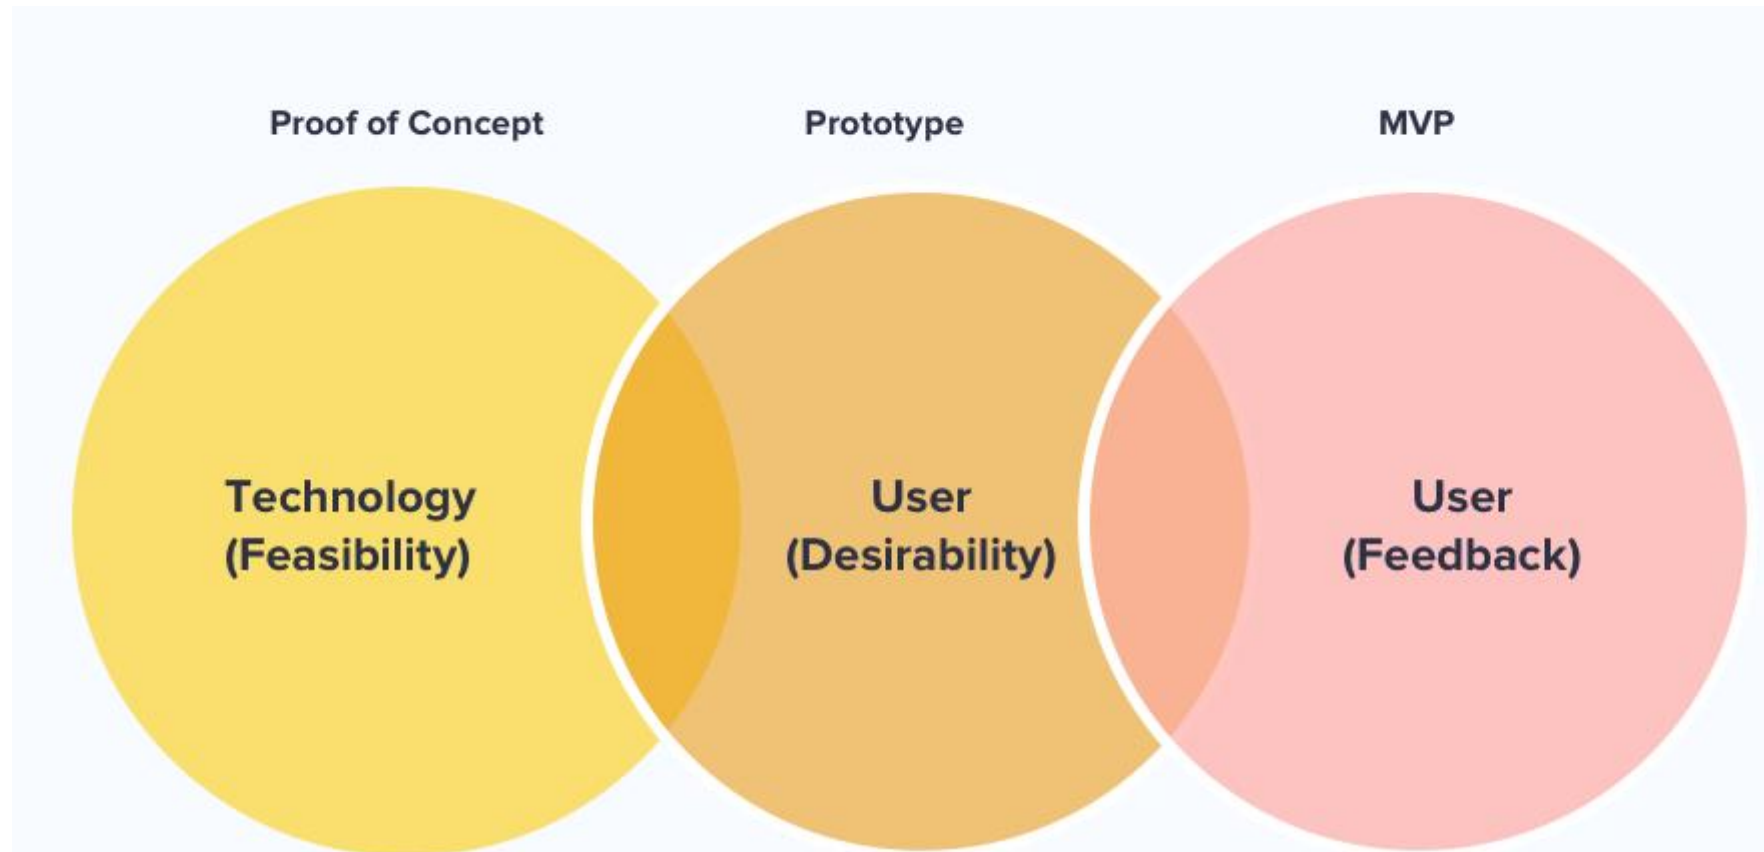 Proof of Concept
Prototype
MVP
Technology
(Feasibility)
User
(Desirability)
User
(Feedback)